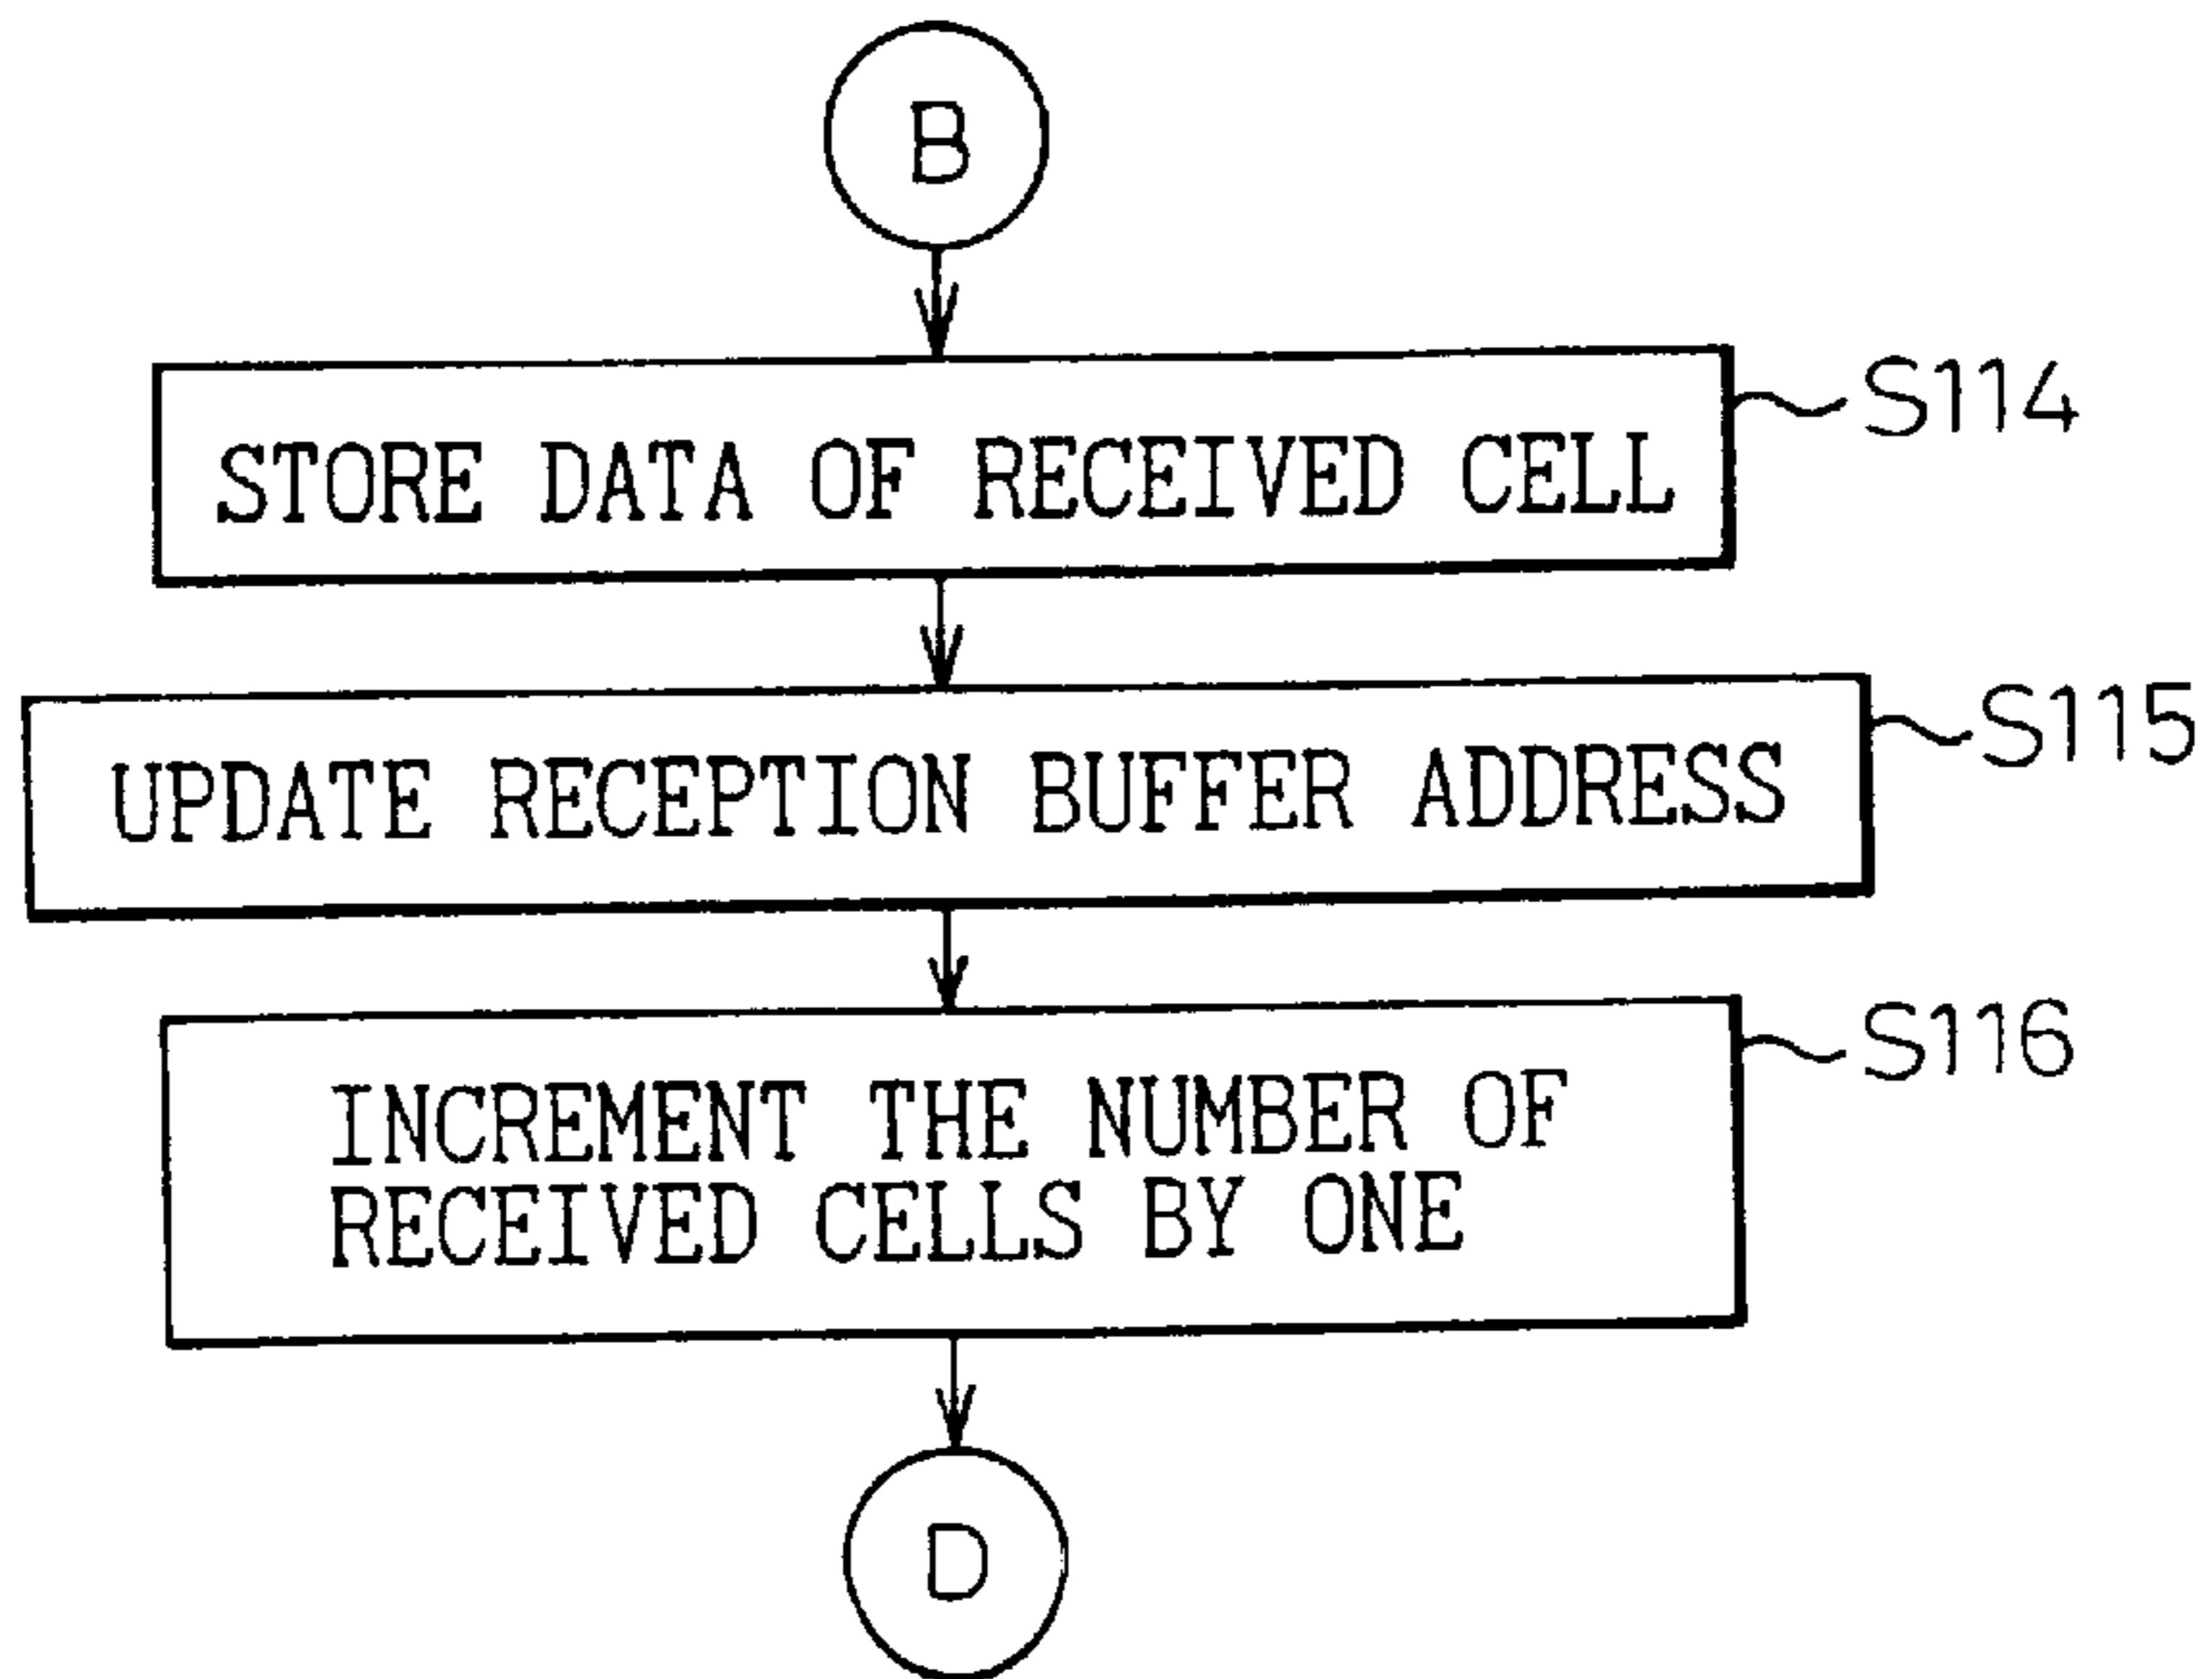 B
STORE DATA OF RECEIVED CELL
S114
UPDATE RECEPTION BUFFER ADDRESS
S115
INCREMENT THE NUMBER OF
RECEIVED CELLS BY ONE
S116
D